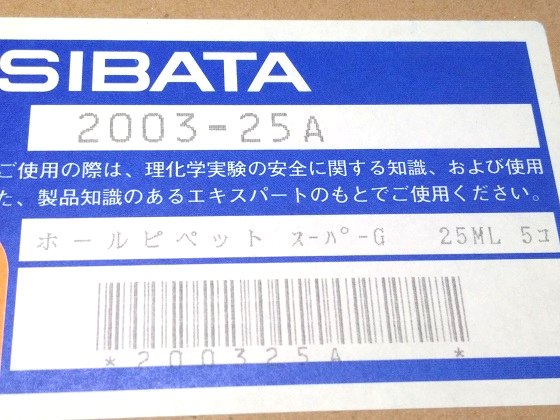 SIBATA
2003-25A
ご使用の際は、理化学実験の安全に関する知識、および使用
た、製品知識のあるエキスパートのもとでご使用ください。
ホールピペット スーパーG 25ML 5コ
*200325A *